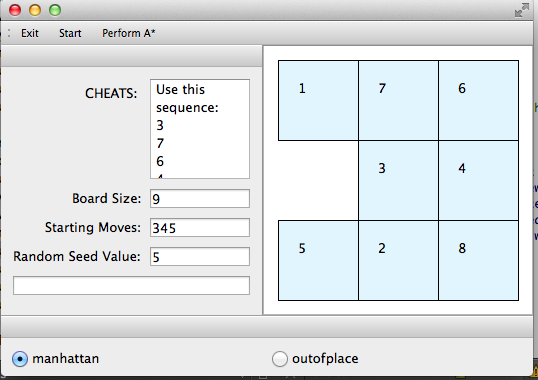 Exit Start Perform A*
CHEATS:
Use this
sequence:
3
7
6
Board Size: 9
Starting Moves: 345
Random Seed Value: 5
1 7 6
3 4
5 2 8
manhattan
outofplace